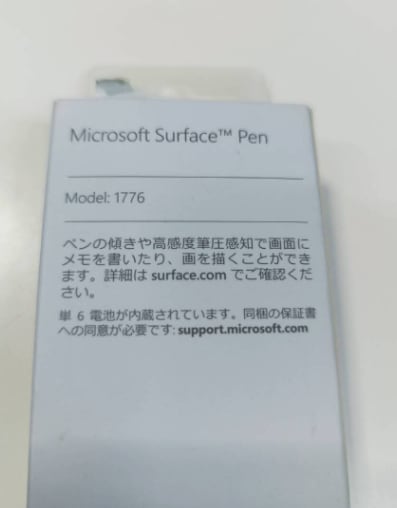 Microsoft Surface™ Pen
Model: 1776
ペンの傾きや高感度筆圧感知で画面に
メモを書いたり、画を描くことができ
ます。詳細は surface.com でご確認くだ
さい。
単 6 電池が内蔵されています。同梱の保証書
への同意が必要です: support.microsoft.com